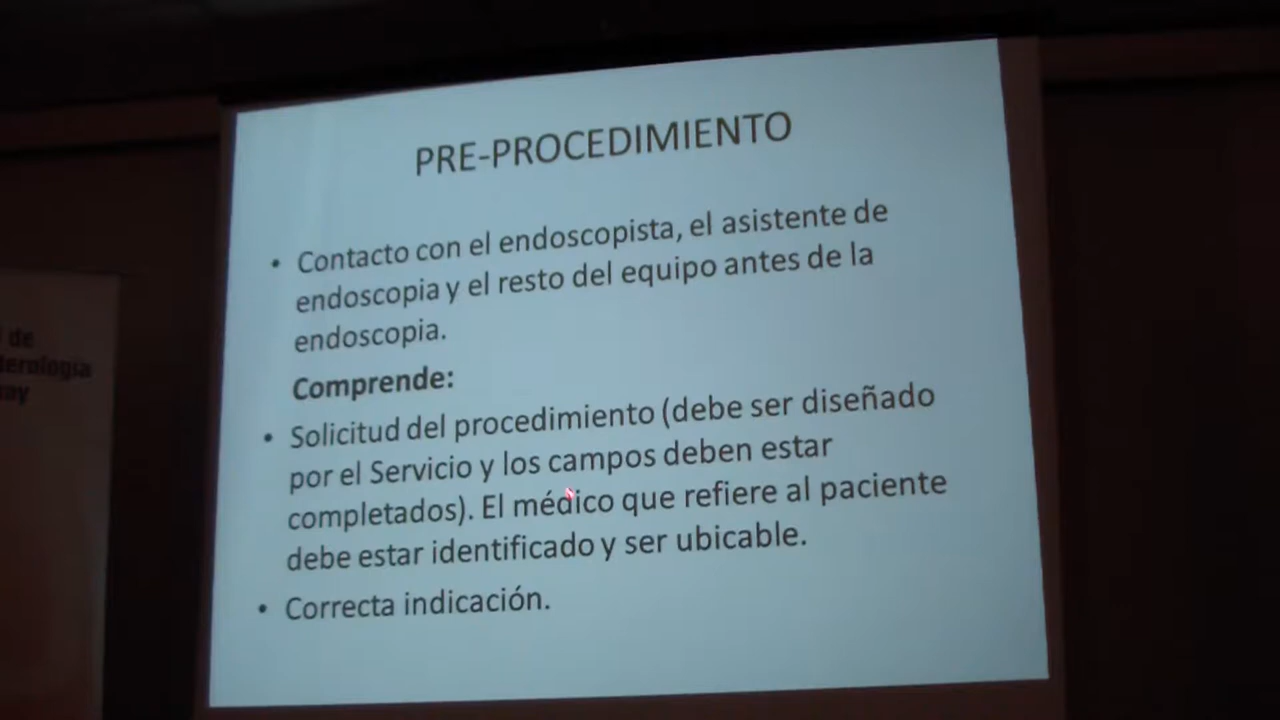 PRE-PROCEDIMIENTO
• Contacto con el endoscopista, el asistente de
endoscopia y el resto del equipo antes de la
endoscopia.
Comprende:
• Solicitud del procedimiento (debe ser diseñado
por el Servicio y los campos deben estar
completados). El médico que refiere al paciente
debe estar identificado y ser ubicable.
• Correcta indicación.
de